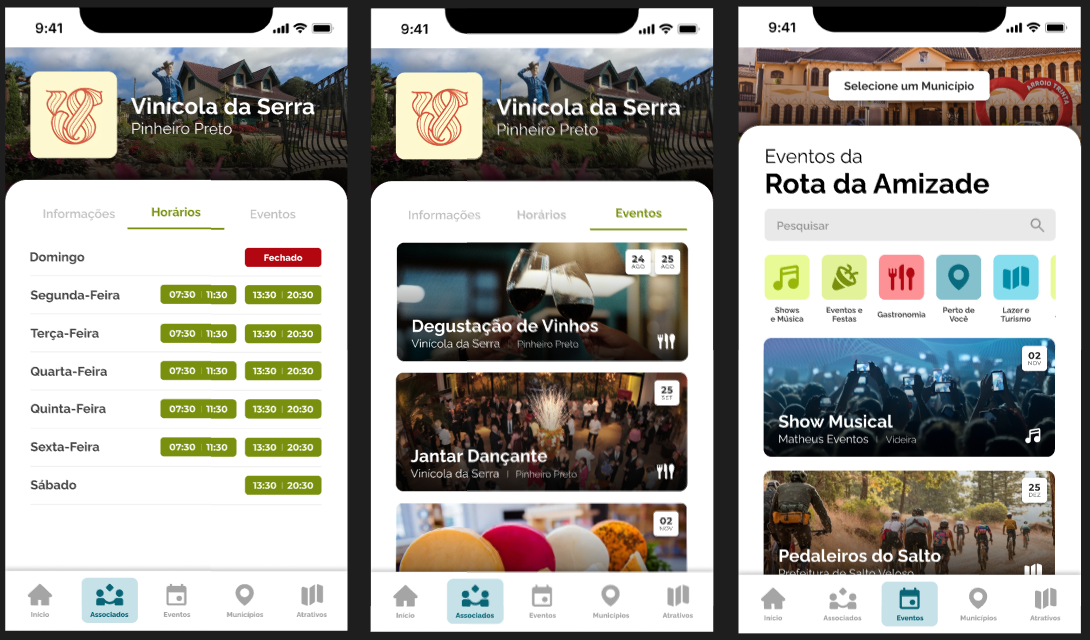 9:41
Vinícola da Serra
Pinheiro Preto
Informações Horários Eventos
Domingo Fechado
Segunda-Feira 07:30 | 11:30 13:30 | 20:30
Terça-Feira 07:30 | 11:30 13:30 | 20:30
Quarta-Feira 07:30 | 11:30 13:30 | 20:30
Quinta-Feira 07:30 | 11:30 13:30 | 20:30
Sexta-Feira 07:30 | 11:30 13:30 | 20:30
Sábado 13:30 | 20:30
Início Associados Eventos Municípios Atrativos
9:41
Vinícola da Serra
Pinheiro Preto
Informações Horários Eventos
24 25
AGO AGO
Degustação de Vinhos
Vinícola da Serra | Pinheiro Preto
25
SET
Jantar Dançante
Vinícola da Serra | Pinheiro Preto
02
NOV
Início Associados Eventos Municípios Atrativos
9:41
Selecione um Município
ARROIO TRINTA
Eventos da
Rota da Amizade
Pesquisar
Shows
e Música
Eventos e
Festas
Gastronomia
Perto de
Você
Lazer e
Turismo
02
NOV
Show Musical
Matheus Eventos | Videira
25
DEZ
Pedaleiros do Salto
Prefeitura de Salto Veloso
Início Associados Eventos Municípios Atrativos